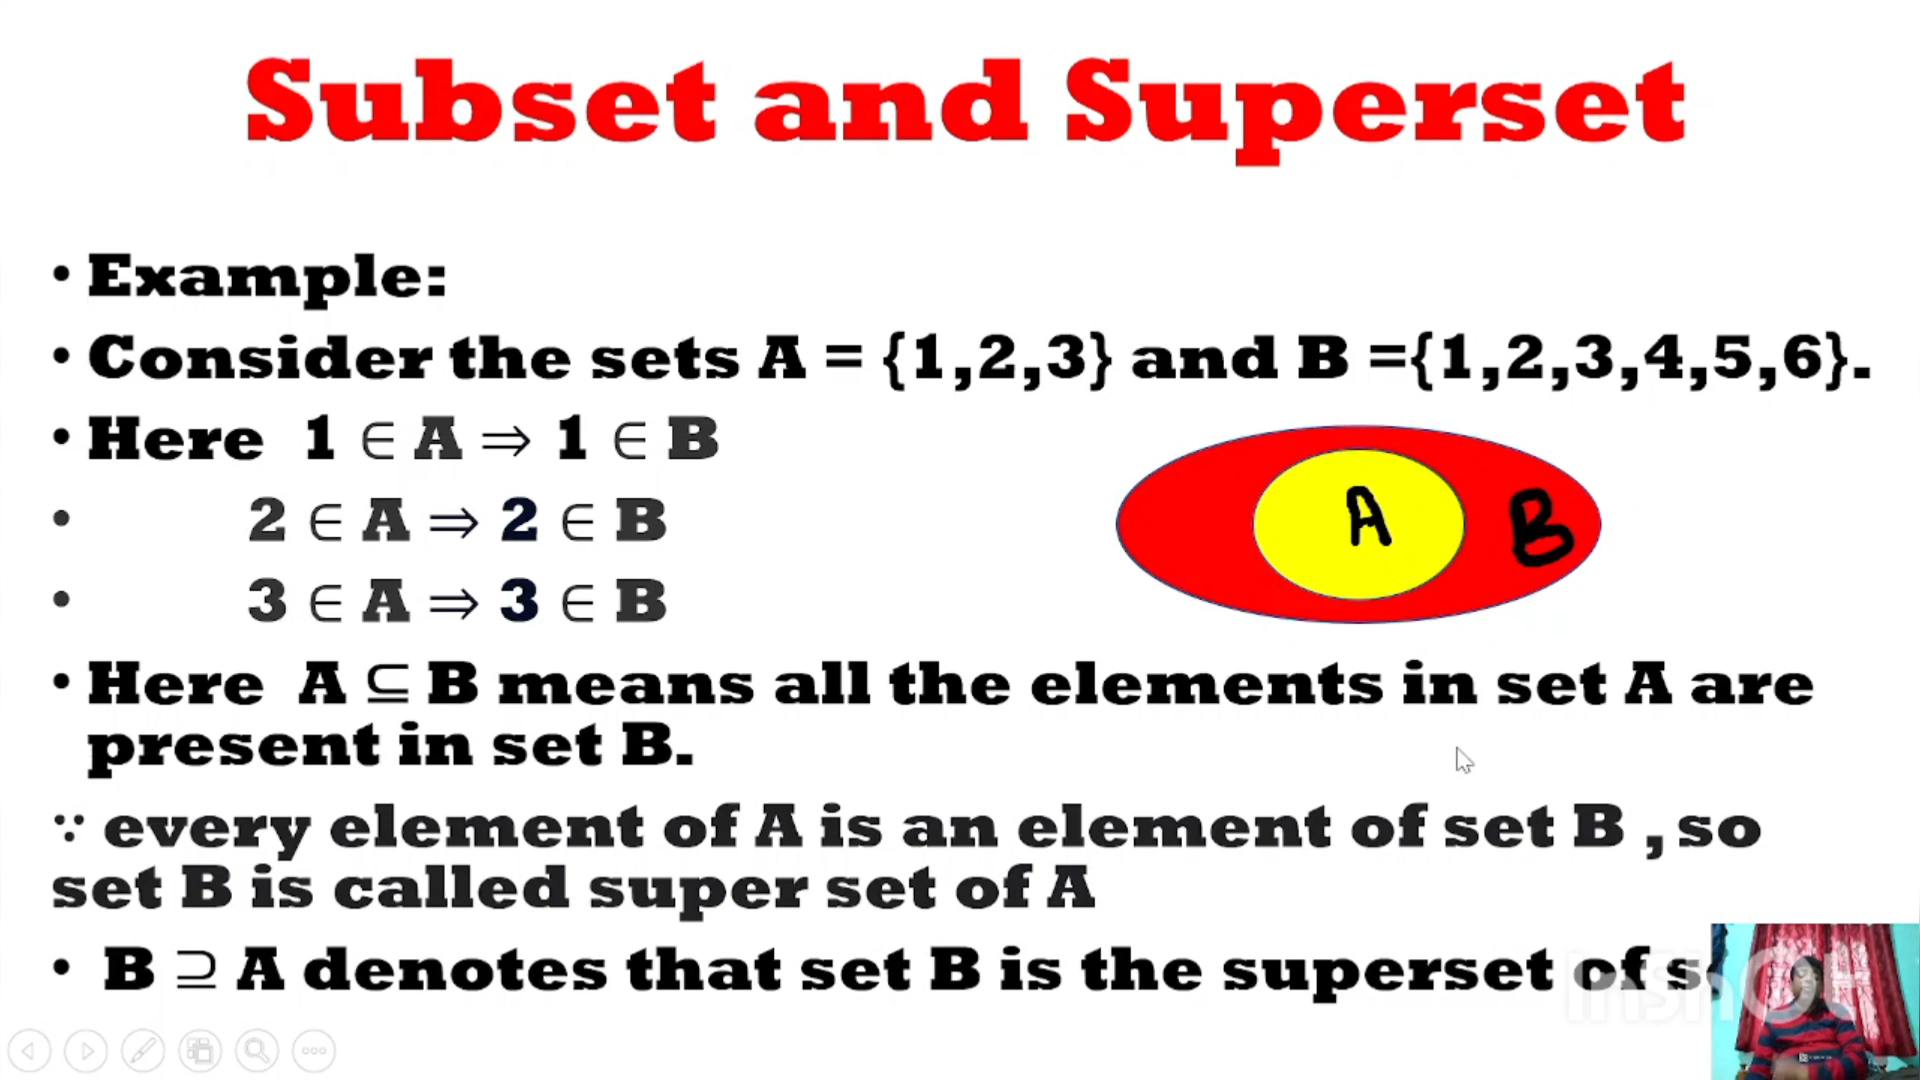 Subset and Superset
• Example:
• Consider the sets A = {1,2,3} and B ={1,2,3,4,5,6}.
• Here 1 ∈ A ⇒ 1 ∈ B
• 2 ∈ A ⇒ 2 ∈ B
• 3 ∈ A ⇒ 3 ∈ B
A B
• Here A ⊆ B means all the elements in set A are
present in set B.
∵ every element of A is an element of set B , so
set B is called super set of A
• B ⊇ A denotes that set B is the superset of s
InShOt